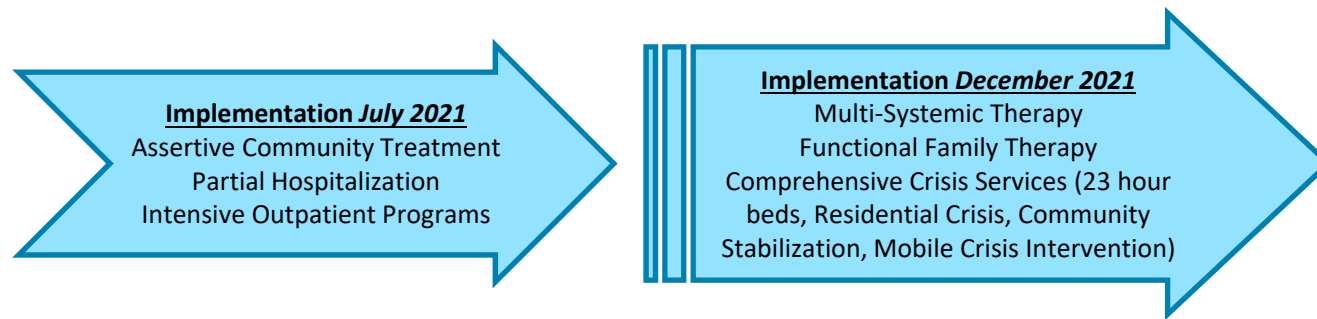 Implementation July 2021
Assertive Community Treatment
Partial Hospitalization
Intensive Outpatient Programs
Implementation December 2021
Multi-Systemic Therapy
Functional Family Therapy
Comprehensive Crisis Services (23 hour
beds, Residential Crisis, Community
Stabilization, Mobile Crisis Intervention)